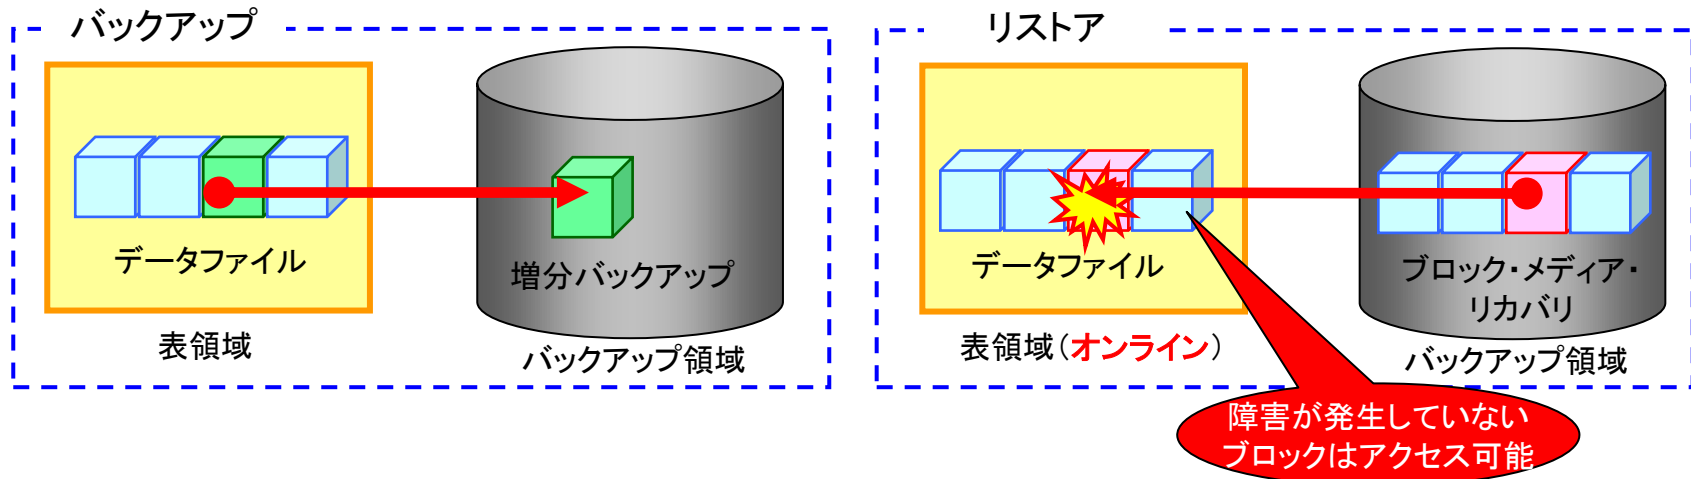 バックアップ
データファイル
増分バックアップ
表領域
バックアップ領域
リストア
データファイル
ブロック・メディア・
リカバリ
表領域(オンライン)
バックアップ領域
障害が発生していない
ブロックはアクセス可能